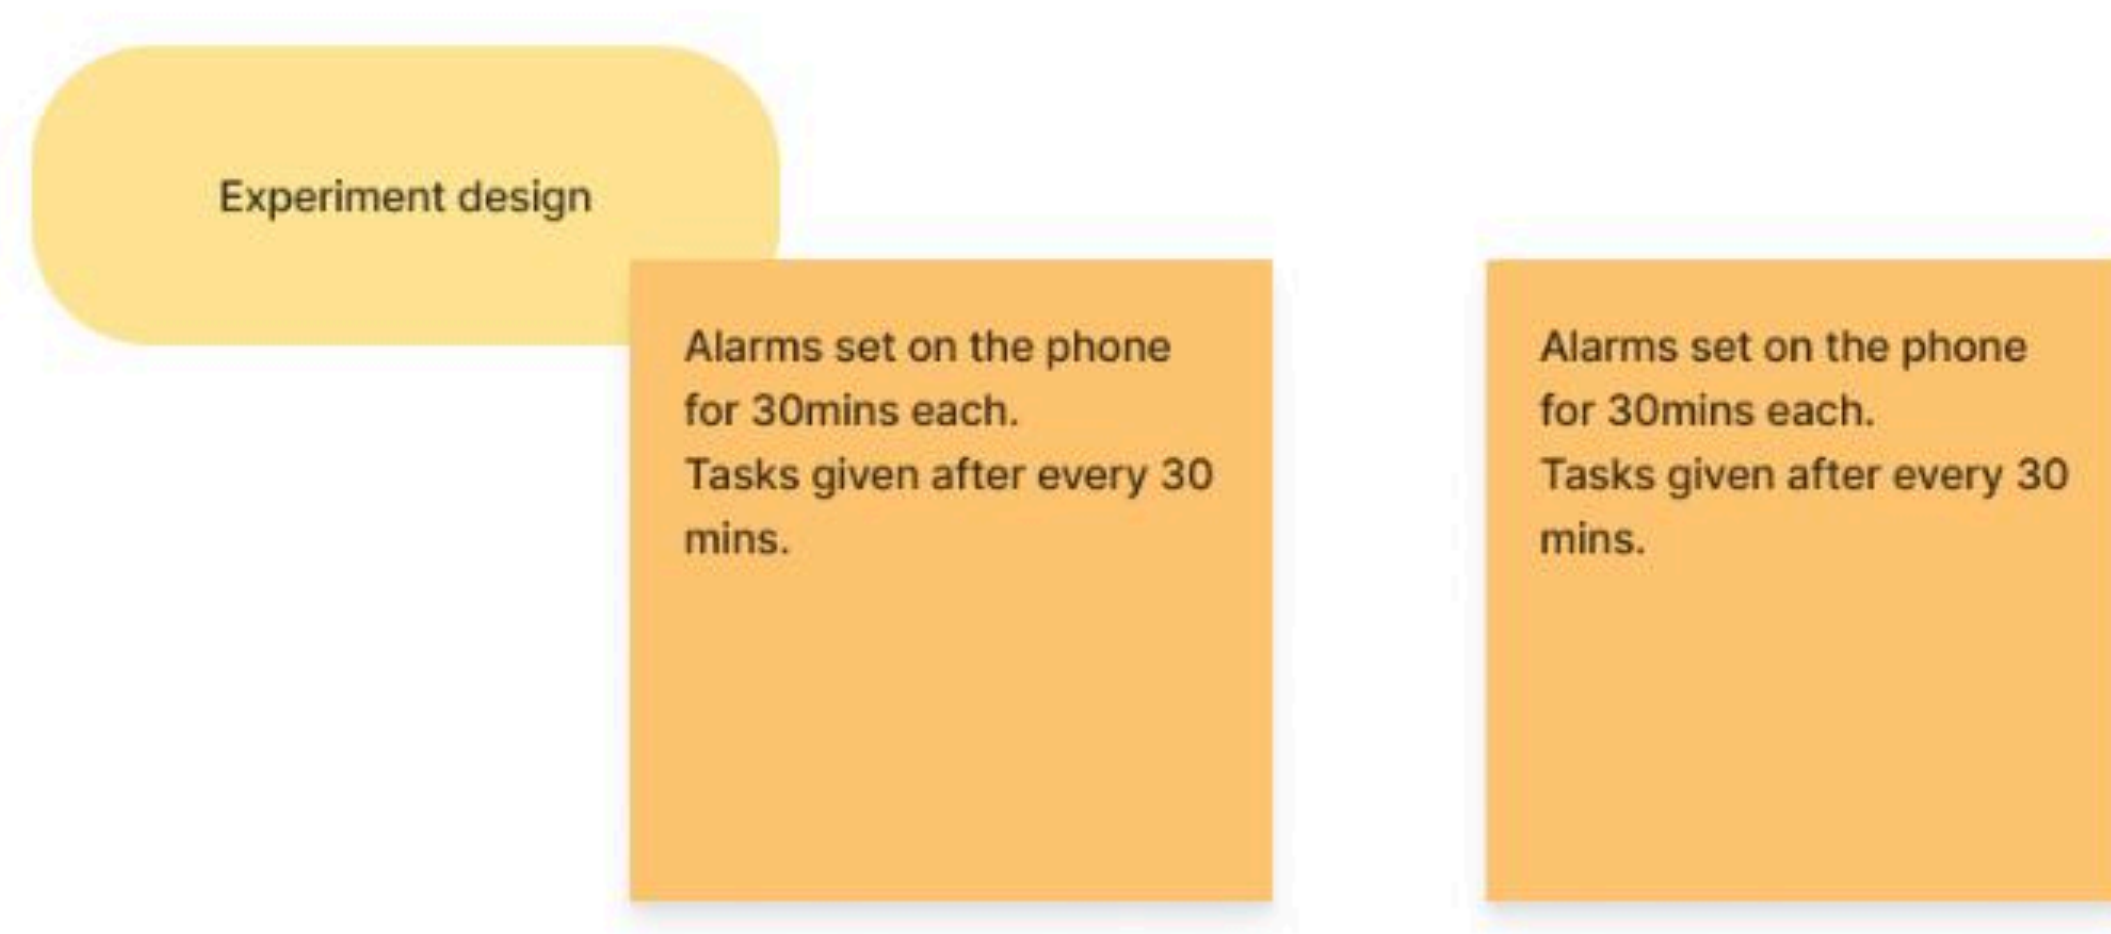 Experiment design
Alarms set on the phone
for 30mins each.
Tasks given after every 30
mins.
Alarms set on the phone
for 30mins each.
Tasks given after every 30
mins.